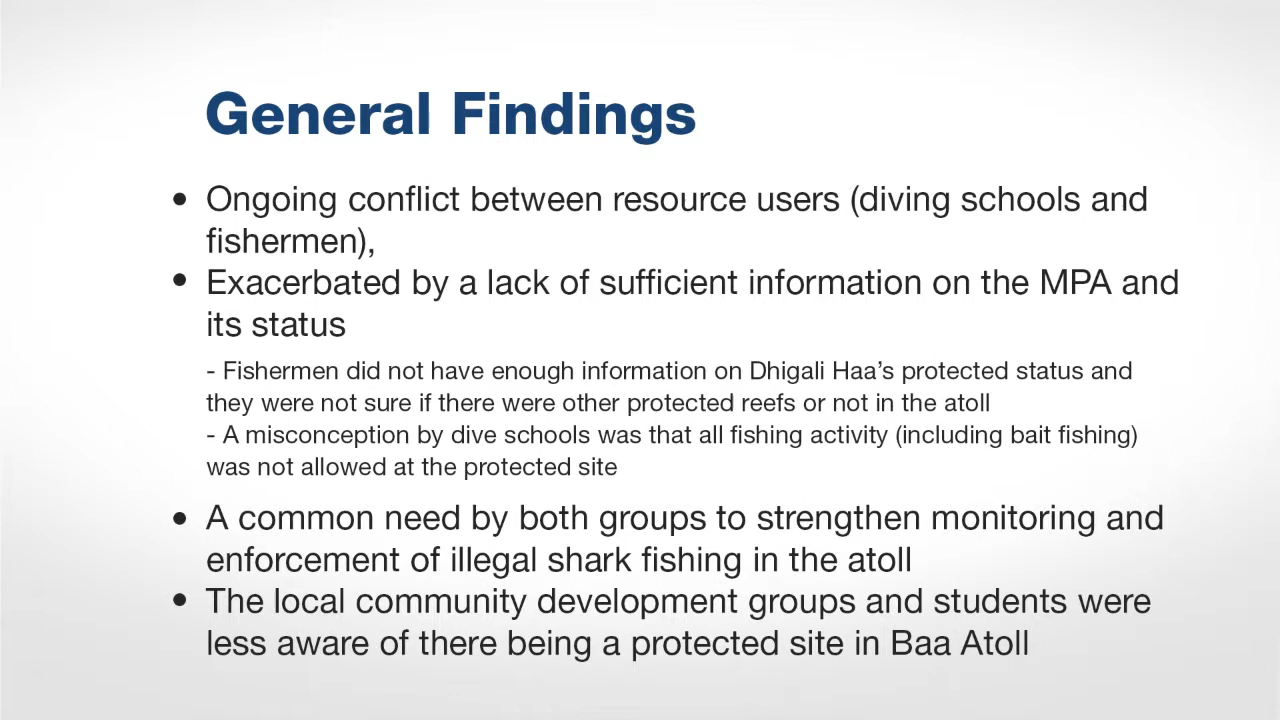 General Findings
• Ongoing conflict between resource users (diving schools and
fishermen),
• Exacerbated by a lack of sufficient information on the MPA and
its status
- Fishermen did not have enough information on Dhigali Haa’s protected status and
they were not sure if there were other protected reefs or not in the atoll
- A misconception by dive schools was that all fishing activity (including bait fishing)
was not allowed at the protected site
• A common need by both groups to strengthen monitoring and
enforcement of illegal shark fishing in the atoll
• The local community development groups and students were
less aware of there being a protected site in Baa Atoll